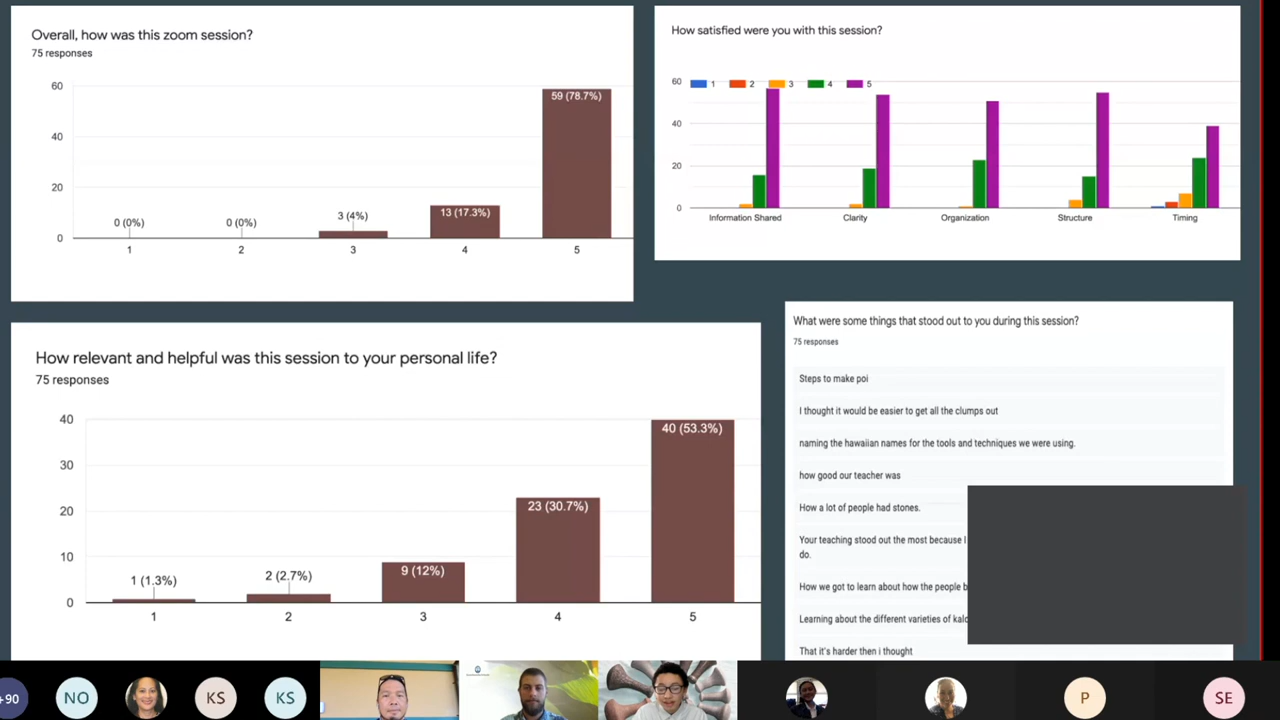 Overall, how was this zoom session?
75 responses
60
40
20
0
0 (0%)
0 (0%)
3 (4%)
13 (17.3%)
59 (78.7%)
1 2 3 4 5
How satisfied were you with this session?
60
40
20
0
1 2 3 4 5
Information Shared Clarity Organization Structure Timing
How relevant and helpful was this session to your personal life?
75 responses
40
30
20
10
0
1 (1.3%)
2 (2.7%)
9 (12%)
23 (30.7%)
40 (53.3%)
1 2 3 4 5
What were some things that stood out to you during this session?
75 responses
Steps to make poi
I thought it would be easier to get all the clumps out
naming the hawaiian names for the tools and techniques we were using.
how good our teacher was
How a lot of people had stones.
Your teaching stood out the most because I
do.
How we got to learn about how the people b
Learning about the different varieties of kalo
That it's harder then i thought
+90 NO KS KS P SE